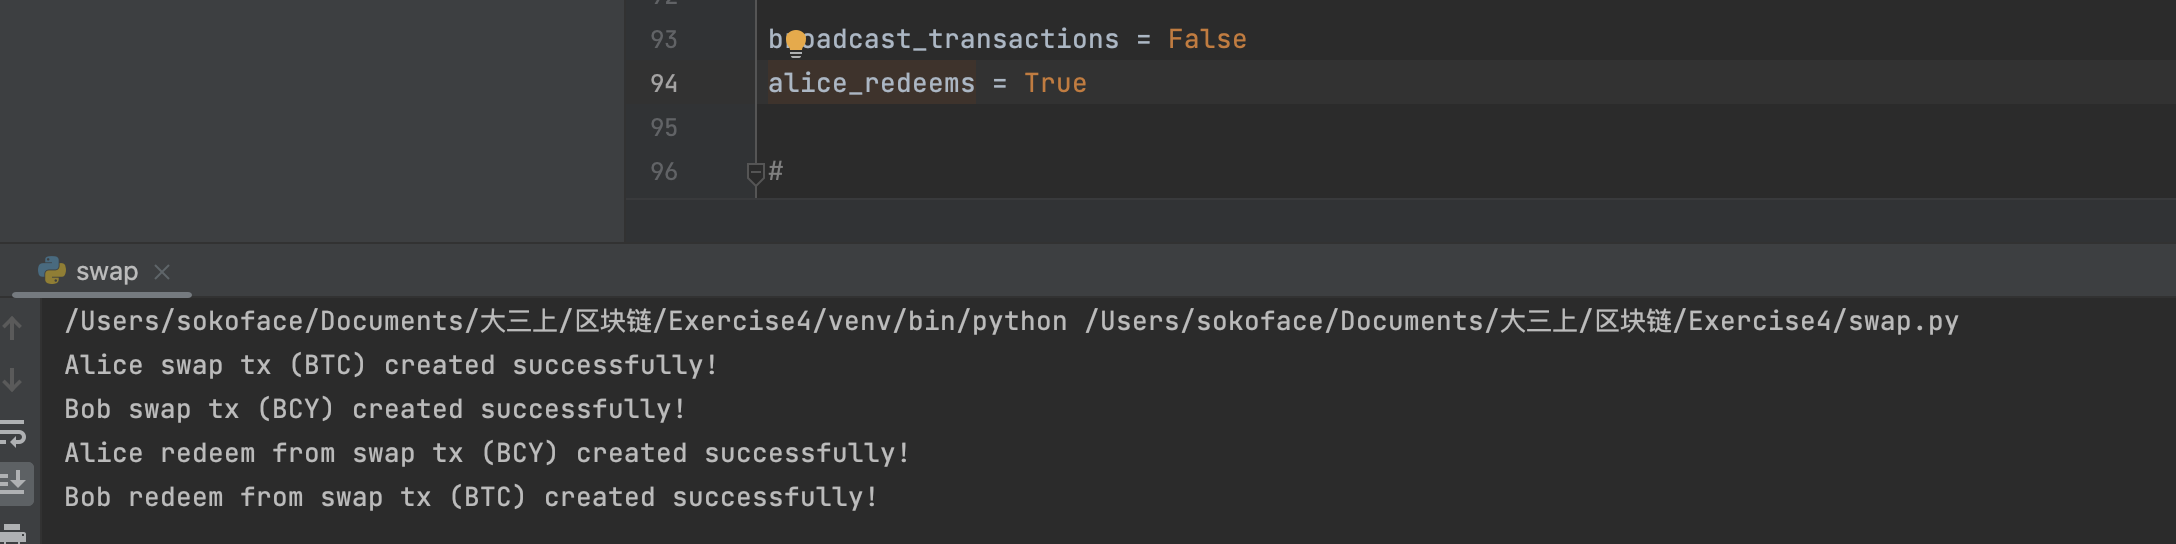 93 broadcast_transactions = False
94 alice_redeems = True
95
96 #
swap
/Users/sokoface/Documents/大三上/区块链/Exercise4/venv/bin/python /Users/sokoface/Documents/大三上/区块链/Exercise4/swap.py
Alice swap tx (BTC) created successfully!
Bob swap tx (BCY) created successfully!
Alice redeem from swap tx (BCY) created successfully!
Bob redeem from swap tx (BTC) created successfully!